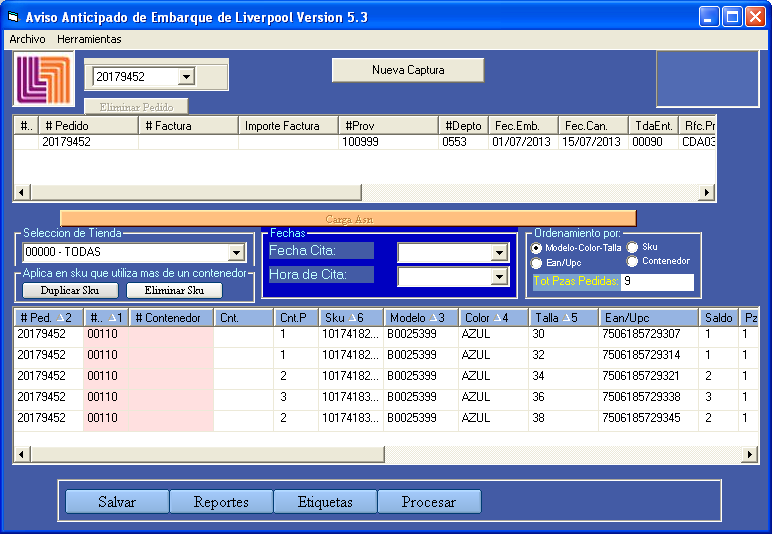 Aviso Anticipado de Embarque de Liverpool Version 5.3
Archivo Herramientas
20179452
Nueva Captura
Eliminar Pedido
#.. # Pedido # Factura Importe Factura #Prov #Depto Fec.Emb. Fec.Can. TdaEnt. Rfc.Pr
20179452 100999 0553 01/07/2013 15/07/2013 00090 CDA03
Carga Asn
Seleccion de Tienda
00000 - TODAS
Aplica en sku que utiliza mas de un contenedor
Duplicar Sku Eliminar Sku
Fechas
Fecha Cita:
Hora de Cita:
Ordenamiento por:
Modelo-Color-Talla Sku
Ean/Upc Contenedor
Tot Pzas Pedidas: 9
# Ped. 2 #.. 1 # Contenedor Cnt. Cnt.P Sku 6 Modelo 3 Color 4 Talla 5 Ean/Upc Saldo Pz
20179452 00110 1 10174182... B0025399 AZUL 30 7506185729307 1 1
20179452 00110 1 10174182... B0025399 AZUL 32 7506185729314 1 1
20179452 00110 2 10174182... B0025399 AZUL 34 7506185729321 2 1
20179452 00110 3 10174183... B0025399 AZUL 36 7506185729338 3 1
20179452 00110 2 10174183... B0025399 AZUL 38 7506185729345 2 1
Salvar Reportes Etiquetas Procesar